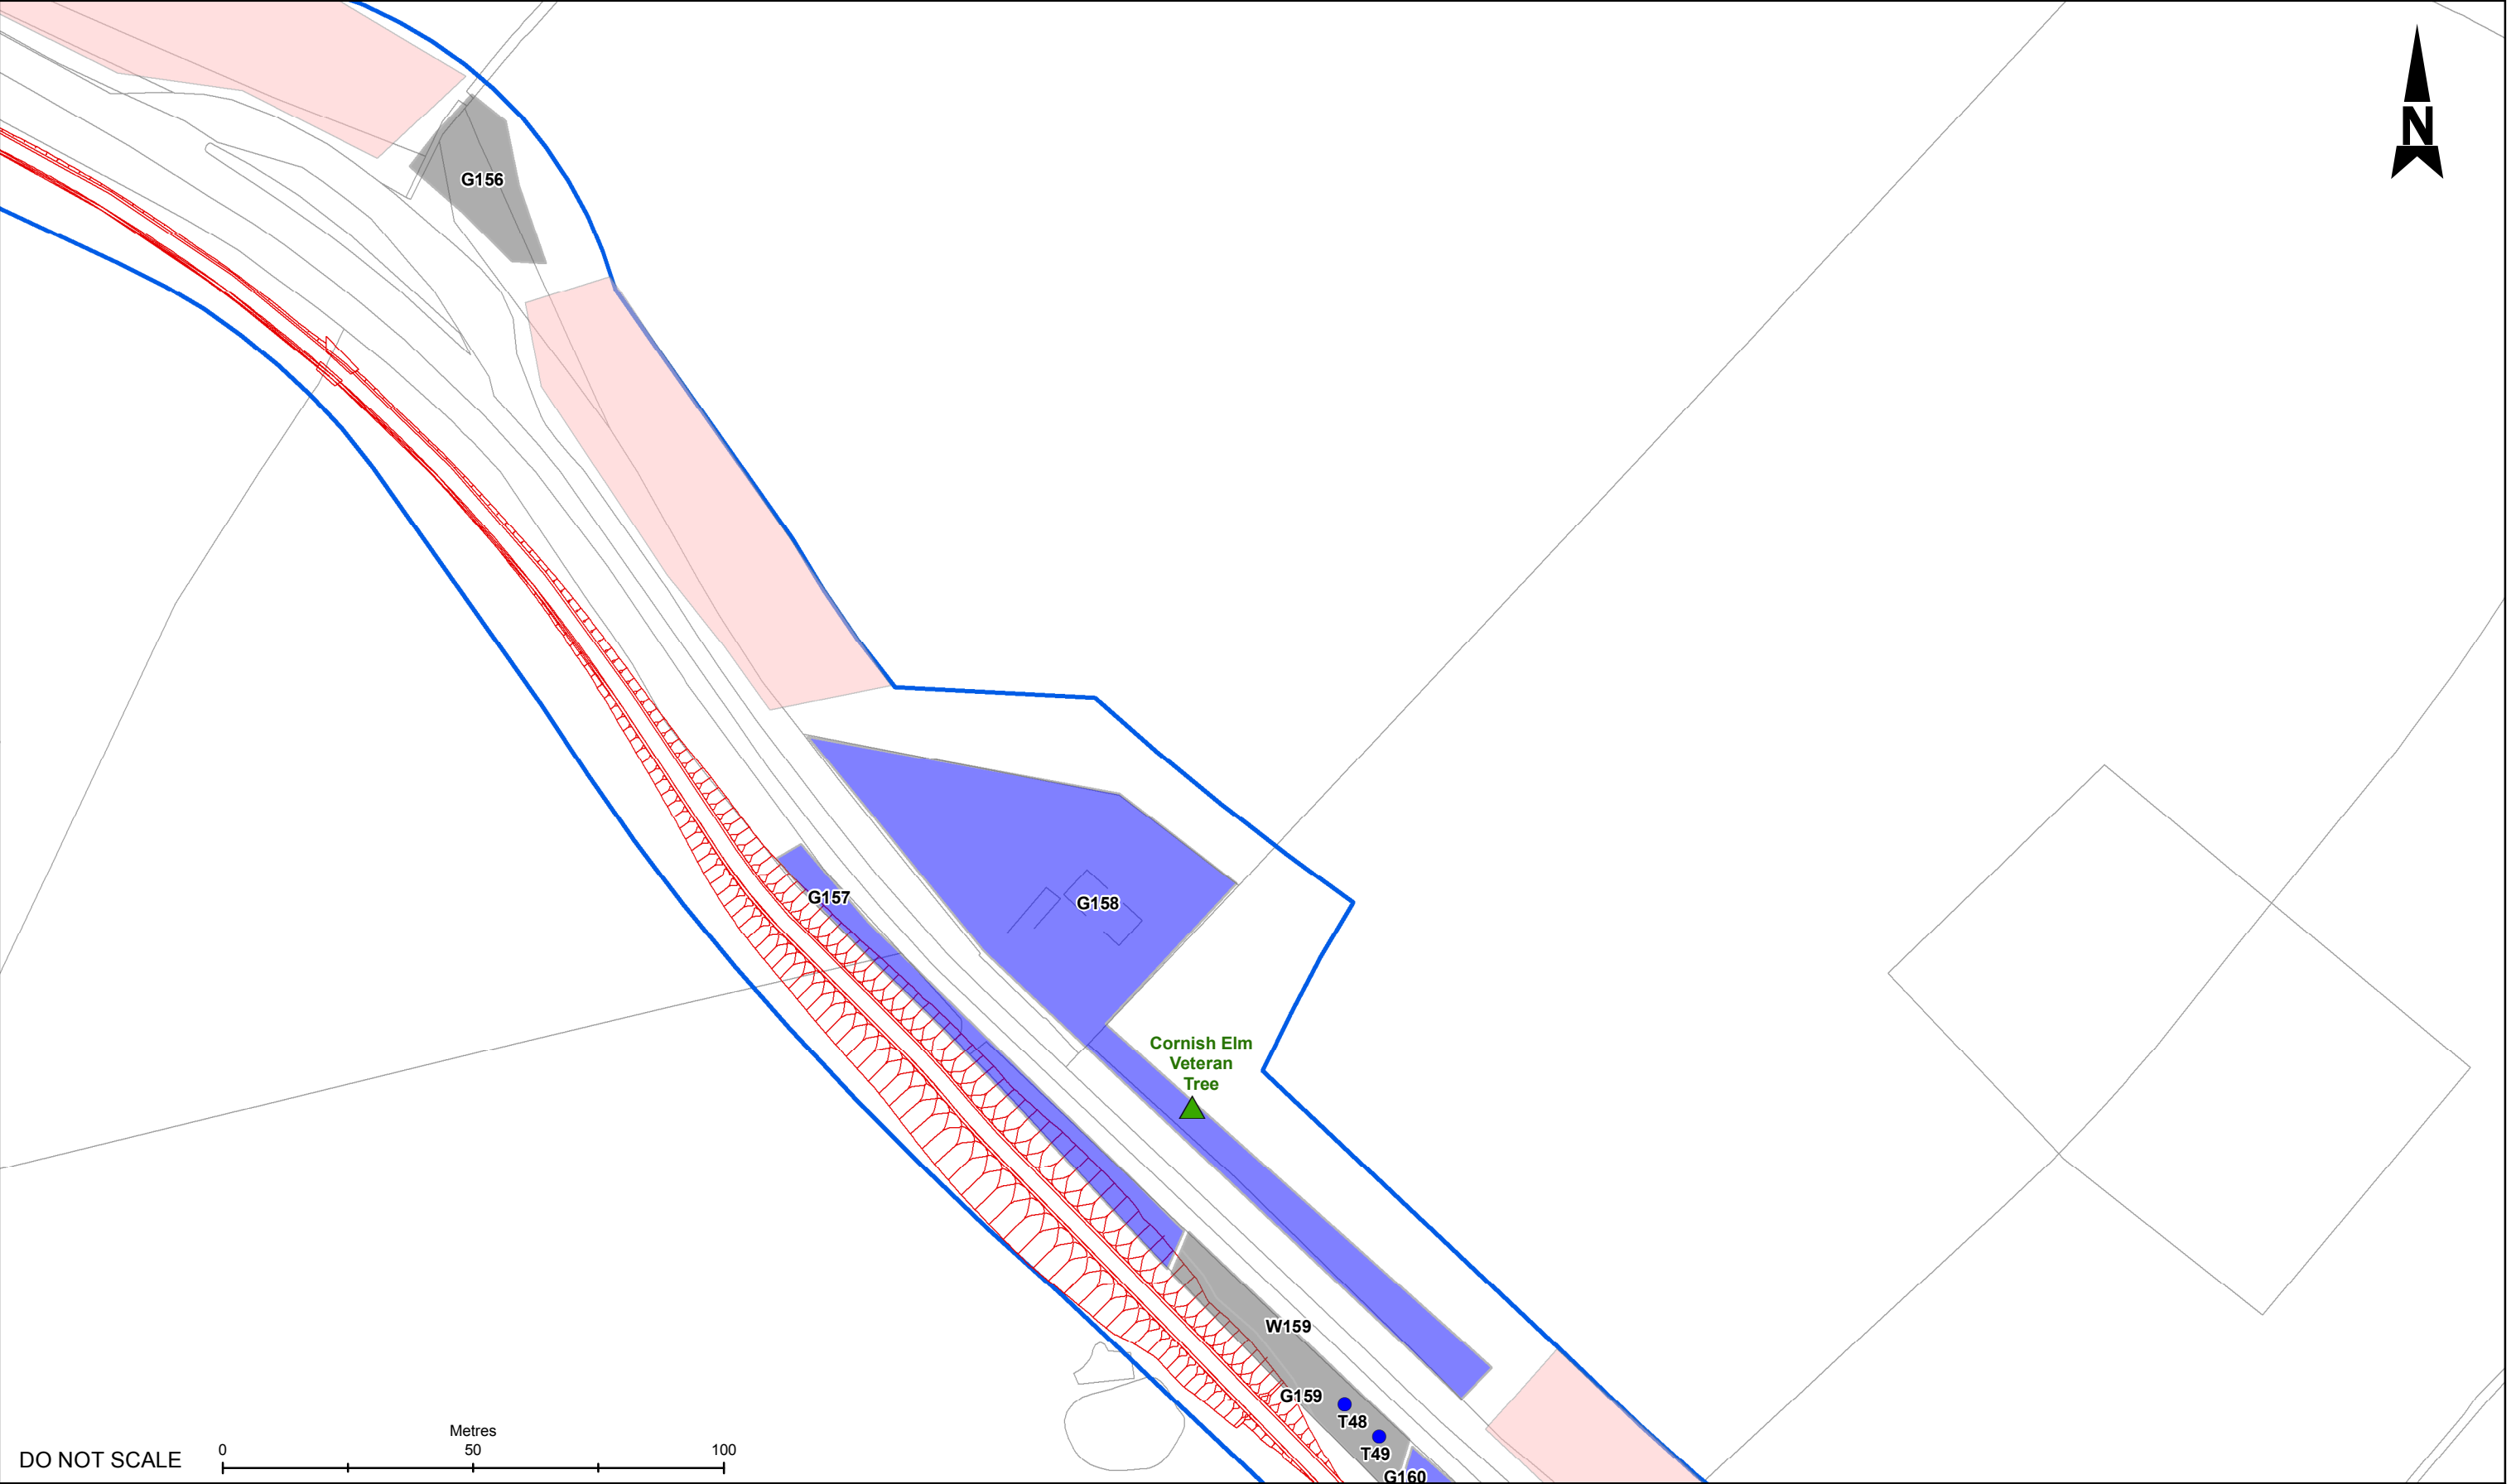 N
G156
G157
G158
Cornish Elm
Veteran
Tree
W159
G159
T48
T49
G160
Metres
0 50 100
DO NOT SCALE